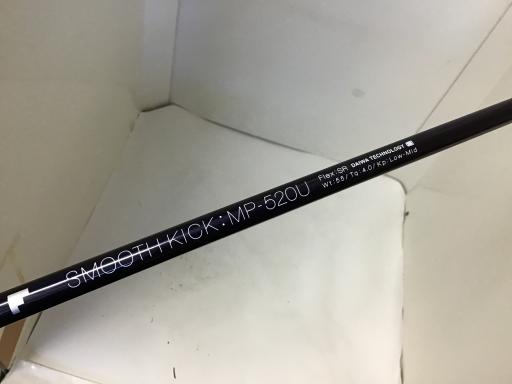 SMOOTH KICK : MP-520U
Flex:SR DAIWA TECHNOLOGY
Wt:55/Tq:4.0/Kp:Low-Mid